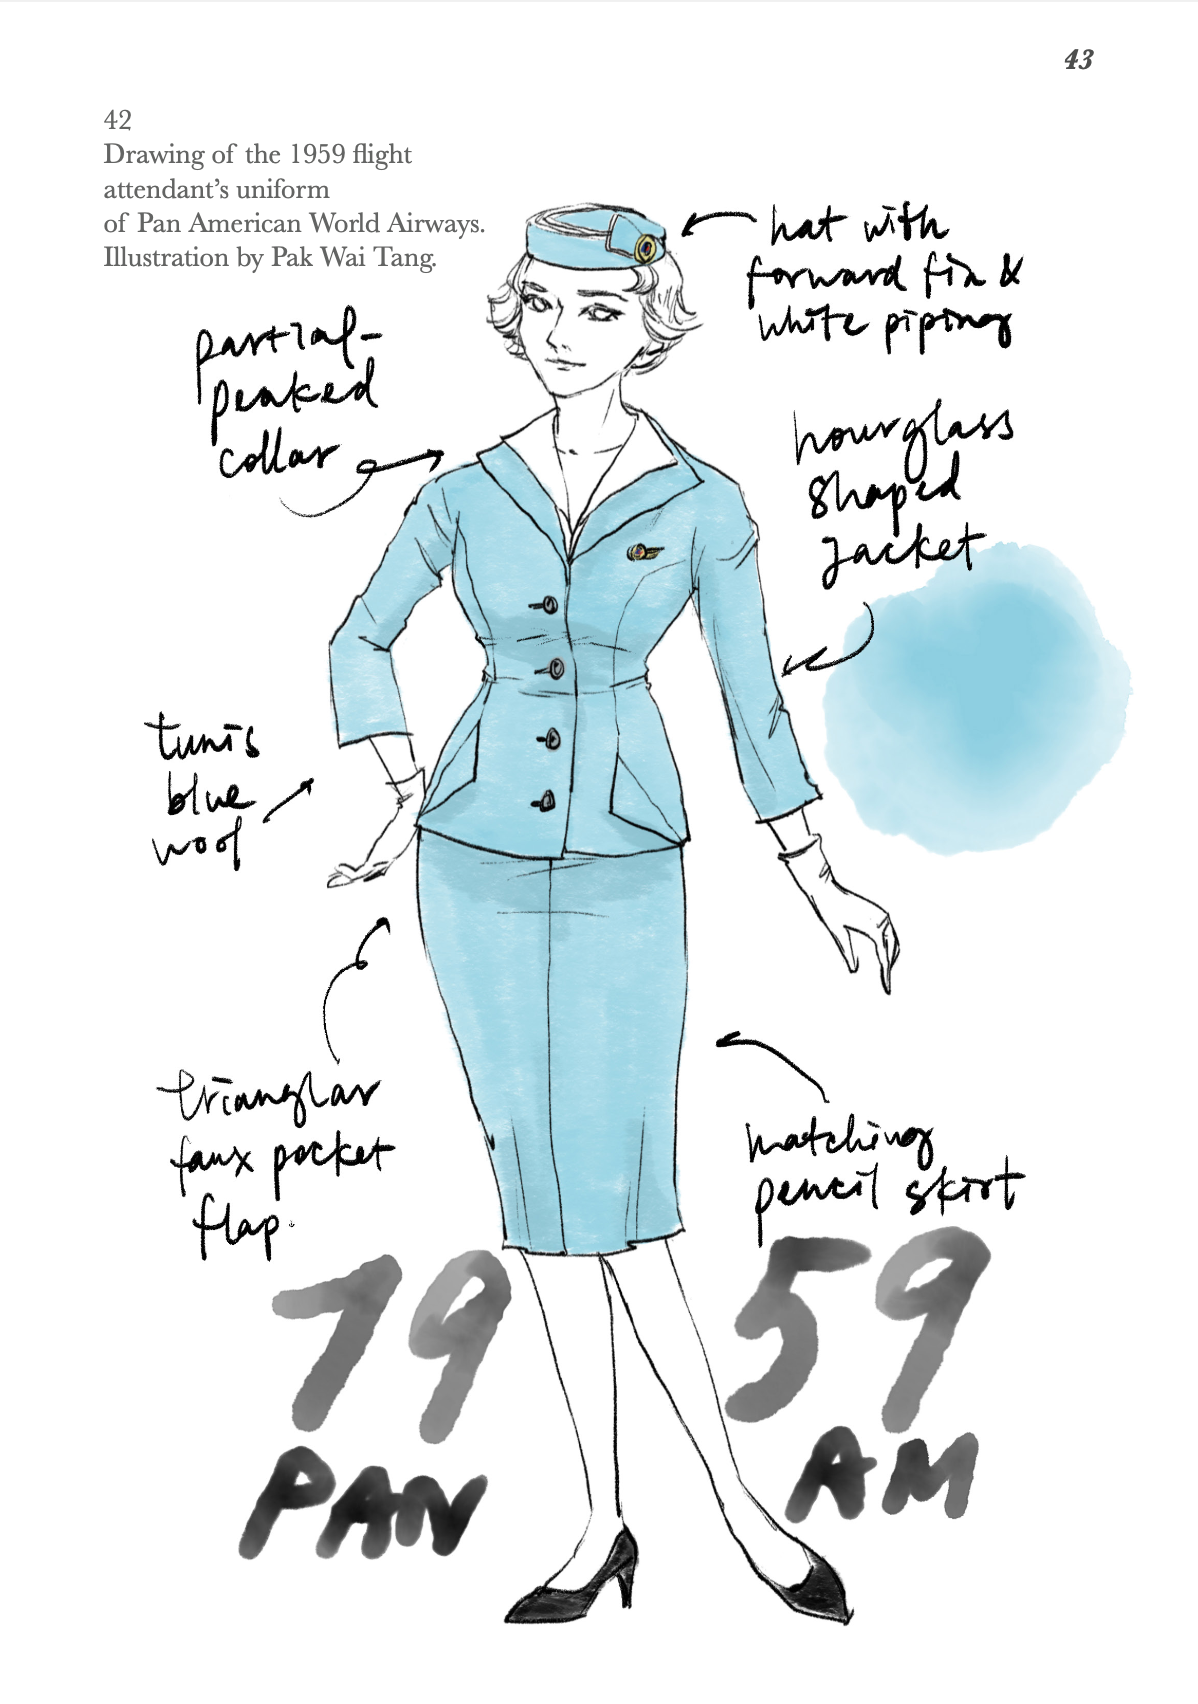 43
42
Drawing of the 1959 flight
attendant's uniform
of Pan American World Airways.
Illustration by Pak Wai Tang.
hat with
forward fin &
white piping
partial-
peaked
collar
hourglass
shaped
jacket
tunis
blue
wool
trianglar
faux pocket
flap.
matching
pencil skirt
1959
PAN AM